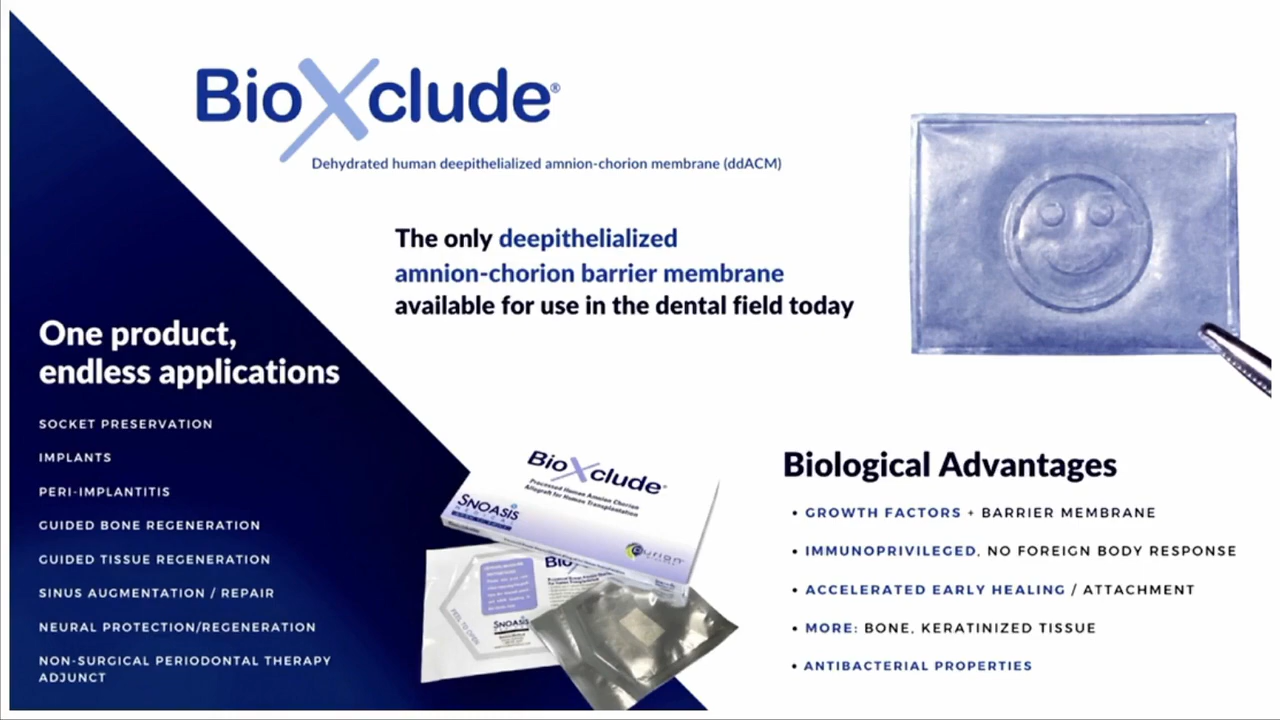 BioXclude®
Dehydrated human deepithelialized amnion-chorion membrane (ddACM)
The only deepithelialized
amnion-chorion barrier membrane
available for use in the dental field today
One product,
endless applications
SOCKET PRESERVATION
IMPLANTS
PERI-IMPLANTITIS
GUIDED BONE REGENERATION
GUIDED TISSUE REGENERATION
SINUS AUGMENTATION / REPAIR
NEURAL PROTECTION/REGENERATION
NON-SURGICAL PERIODONTAL THERAPY
ADJUNCT
BioXclude®
Processed Human Amnion Chorion
Allograft for Human Transplantation
SNOASIS
PEEL TO OPEN
SNOASIS
Biological Advantages
• GROWTH FACTORS + BARRIER MEMBRANE
• IMMUNOPRIVILEGED, NO FOREIGN BODY RESPONSE
• ACCELERATED EARLY HEALING / ATTACHMENT
• MORE: BONE, KERATINIZED TISSUE
• ANTIBACTERIAL PROPERTIES